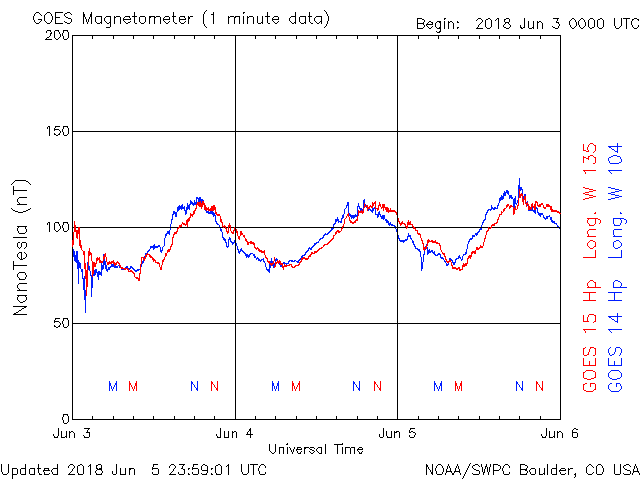 GOES Magnetometer (1 minute data)
Begin: 2018 Jun 3 0000 UTC
200
150
100
50
0
NanoTesla (nT)
M M N N M M N N M M N N
Jun 3 Jun 4 Jun 5 Jun 6
Universal Time
GOES 15 Hp Long. W 135
GOES 14 Hp Long. W 104
Updated 2018 Jun 5 23:59:01 UTC
NOAA/SWPC Boulder, CO USA